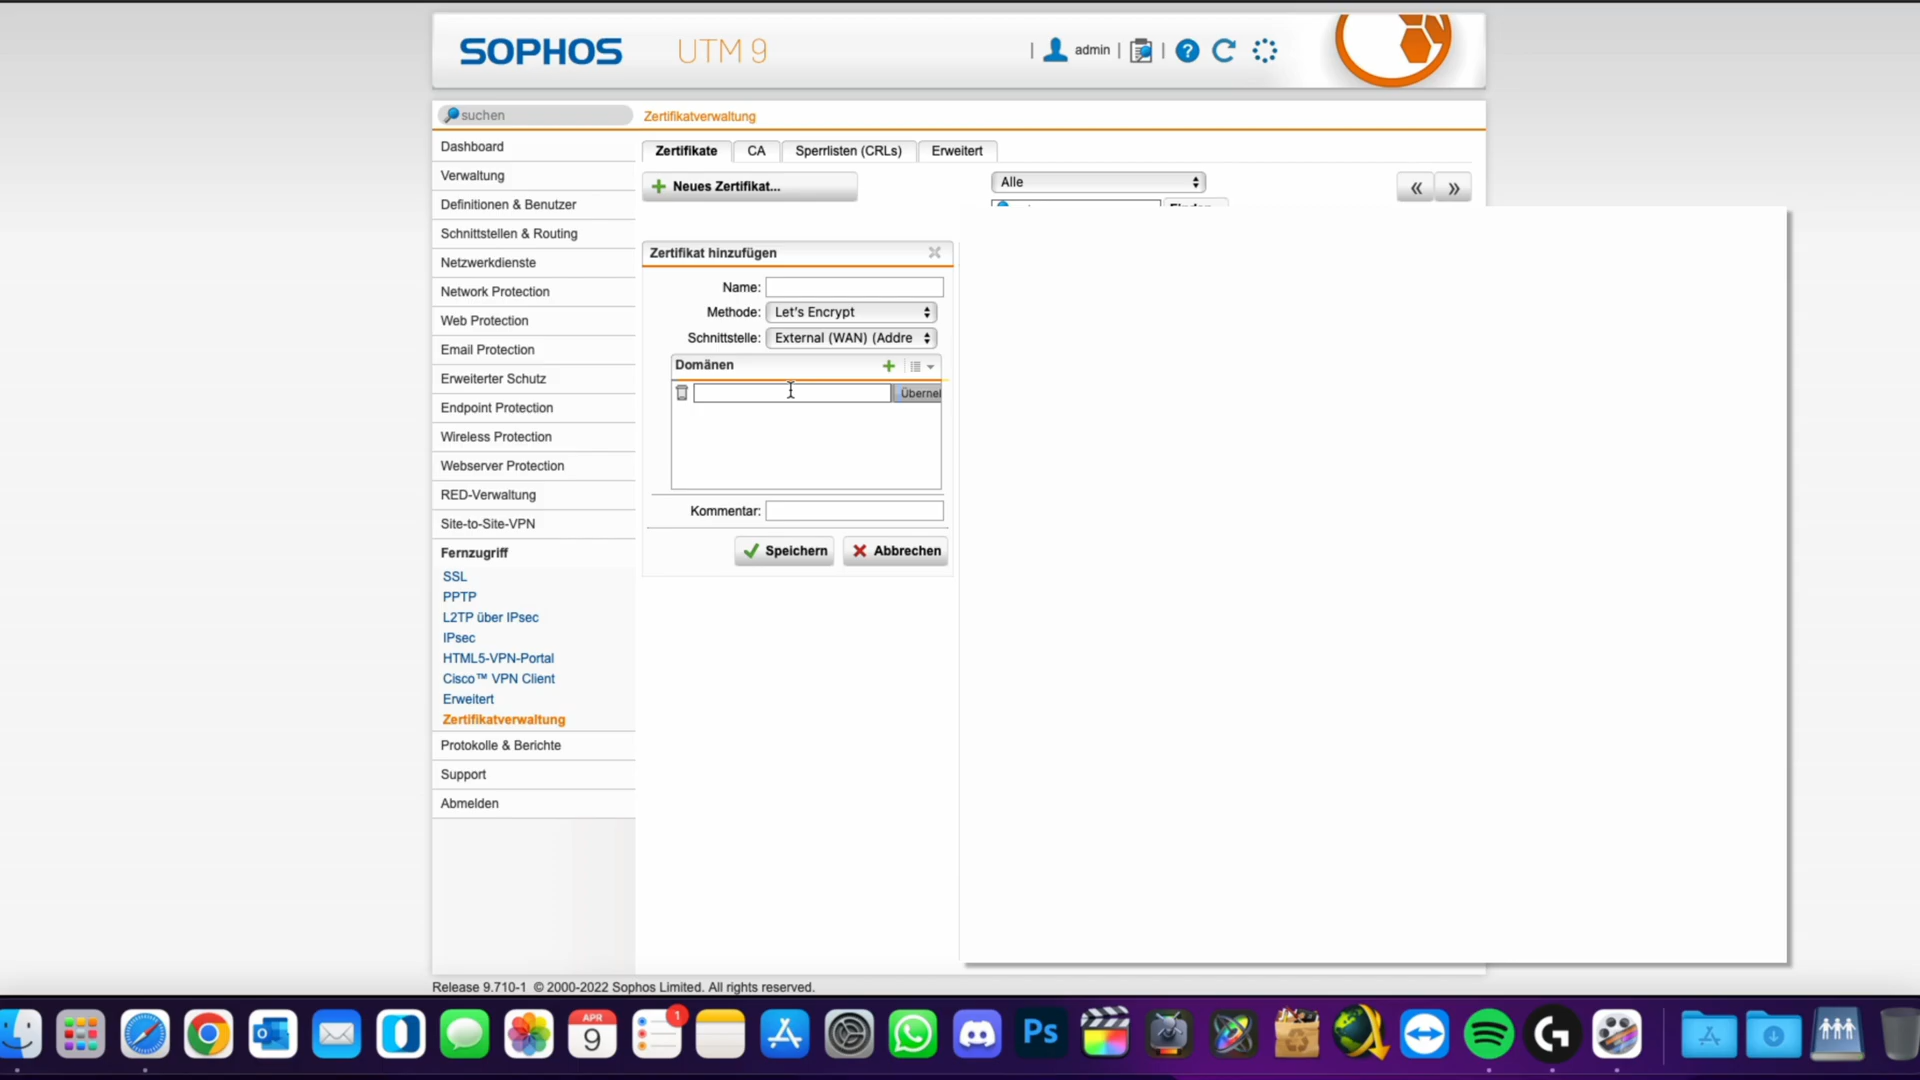 SOPHOS UTM 9
| admin | | ?
suchen
Zertifikatverwaltung
Dashboard
Verwaltung
Definitionen & Benutzer
Schnittstellen & Routing
Netzwerkdienste
Network Protection
Web Protection
Email Protection
Erweiterter Schutz
Endpoint Protection
Wireless Protection
Webserver Protection
RED-Verwaltung
Site-to-Site-VPN
Fernzugriff
SSL
PPTP
L2TP über IPsec
IPsec
HTML5-VPN-Portal
Cisco™ VPN Client
Erweitert
Zertifikatverwaltung
Protokolle & Berichte
Support
Abmelden
Zertifikate CA Sperrlisten (CRLs) Erweitert
Neues Zertifikat... Alle « »
Zertifikat hinzufügen
Name:
Methode: Let's Encrypt
Schnittstelle: External (WAN) (Addre
Domänen
Übernel
Kommentar:
Speichern Abbrechen
Release 9.710-1 © 2000-2022 Sophos Limited. All rights reserved.
APR
9
1
Ps